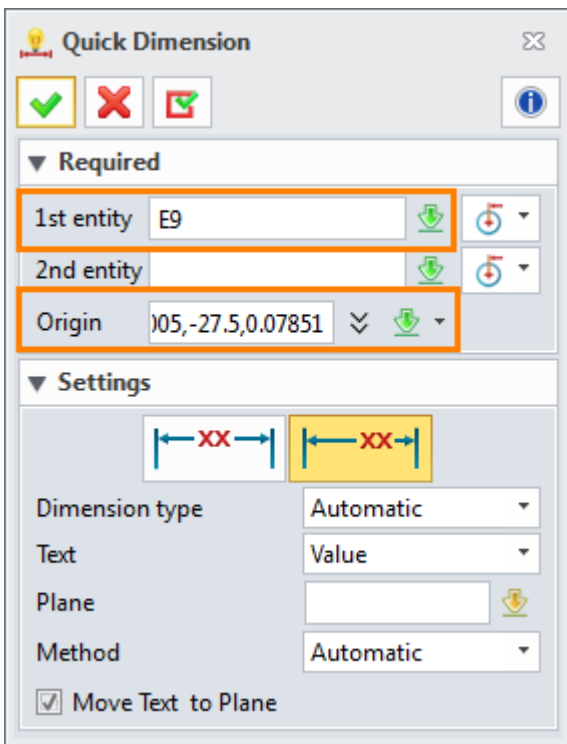 Quick Dimension
Required
1st entity E9
2nd entity
Origin 005,-27.5,0.07851
Settings
XX XX
Dimension type Automatic
Text Value
Plane
Method Automatic
Move Text to Plane